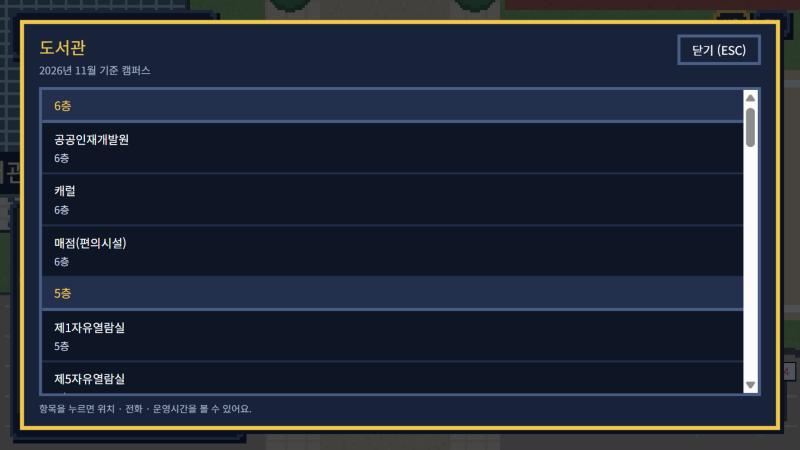 도서관
닫기 (ESC)
2026년 11월 기준 캠퍼스
6층
공공인재개발원
6층
캐럴
6층
매점(편의시설)
6층
5층
제1자유열람실
5층
제5자유열람실
항목을 누르면 위치 · 전화 · 운영시간을 볼 수 있어요.